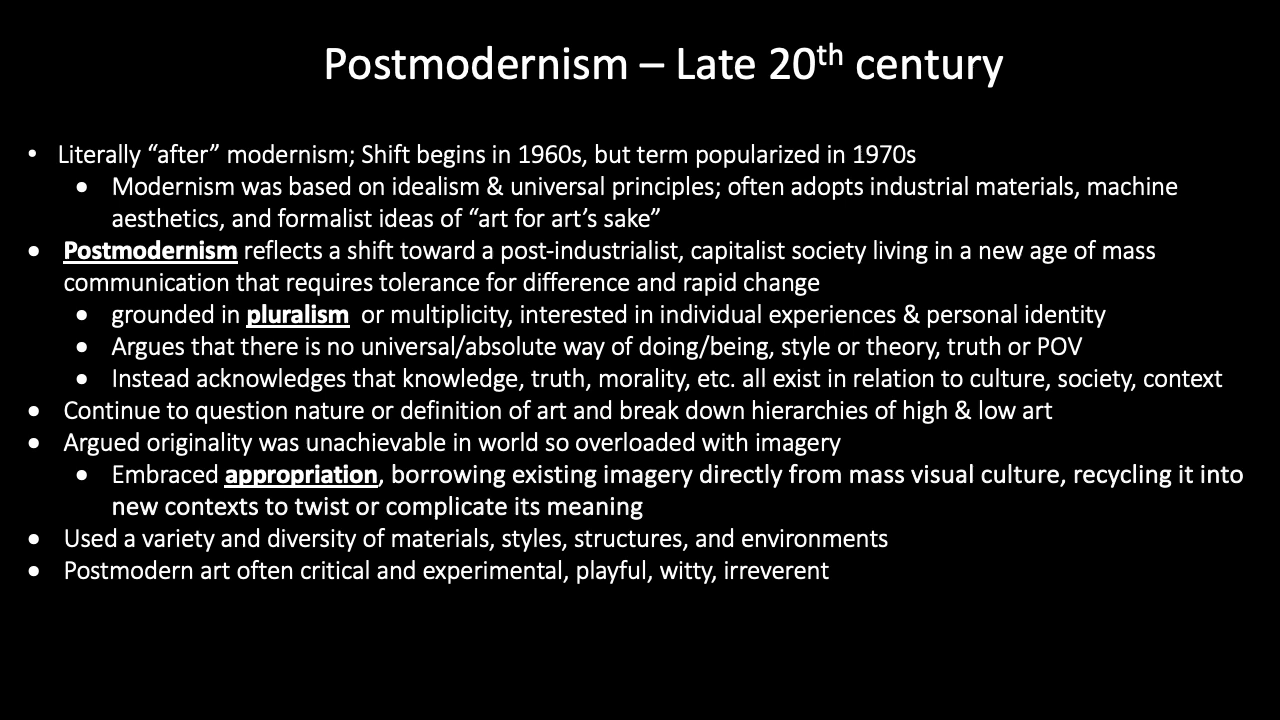 Postmodernism – Late 20th century
• Literally “after” modernism; Shift begins in 1960s, but term popularized in 1970s
• Modernism was based on idealism & universal principles; often adopts industrial materials, machine
aesthetics, and formalist ideas of “art for art’s sake”
• Postmodernism reflects a shift toward a post-industrialist, capitalist society living in a new age of mass
communication that requires tolerance for difference and rapid change
• grounded in pluralism or multiplicity, interested in individual experiences & personal identity
• Argues that there is no universal/absolute way of doing/being, style or theory, truth or POV
• Instead acknowledges that knowledge, truth, morality, etc. all exist in relation to culture, society, context
• Continue to question nature or definition of art and break down hierarchies of high & low art
• Argued originality was unachievable in world so overloaded with imagery
• Embraced appropriation, borrowing existing imagery directly from mass visual culture, recycling it into
new contexts to twist or complicate its meaning
• Used a variety and diversity of materials, styles, structures, and environments
• Postmodern art often critical and experimental, playful, witty, irreverent